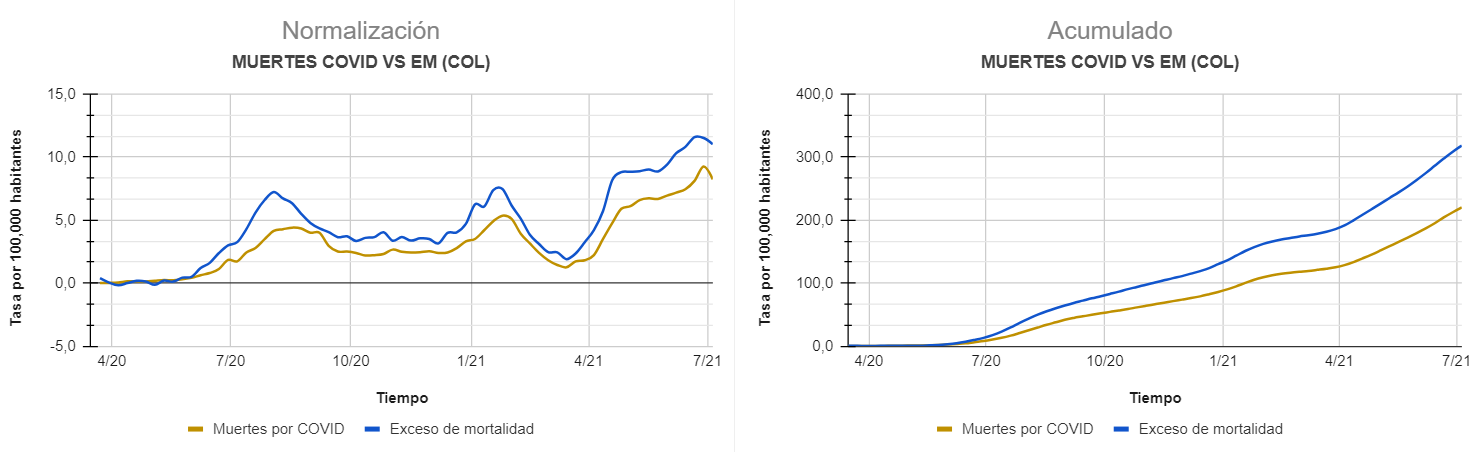 Normalización
MUERTES COVID VS EM (COL)
Tasa por 100,000 habitantes
15,0
10,0
5,0
0,0
-5,0
4/20
7/20
10/20
1/21
4/21
7/21
Tiempo
Muertes por COVID
Exceso de mortalidad
Acumulado
MUERTES COVID VS EM (COL)
Tasa por 100,000 habitantes
400,0
300,0
200,0
100,0
0,0
4/20
7/20
10/20
1/21
4/21
7/21
Tiempo
Muertes por COVID
Exceso de mortalidad